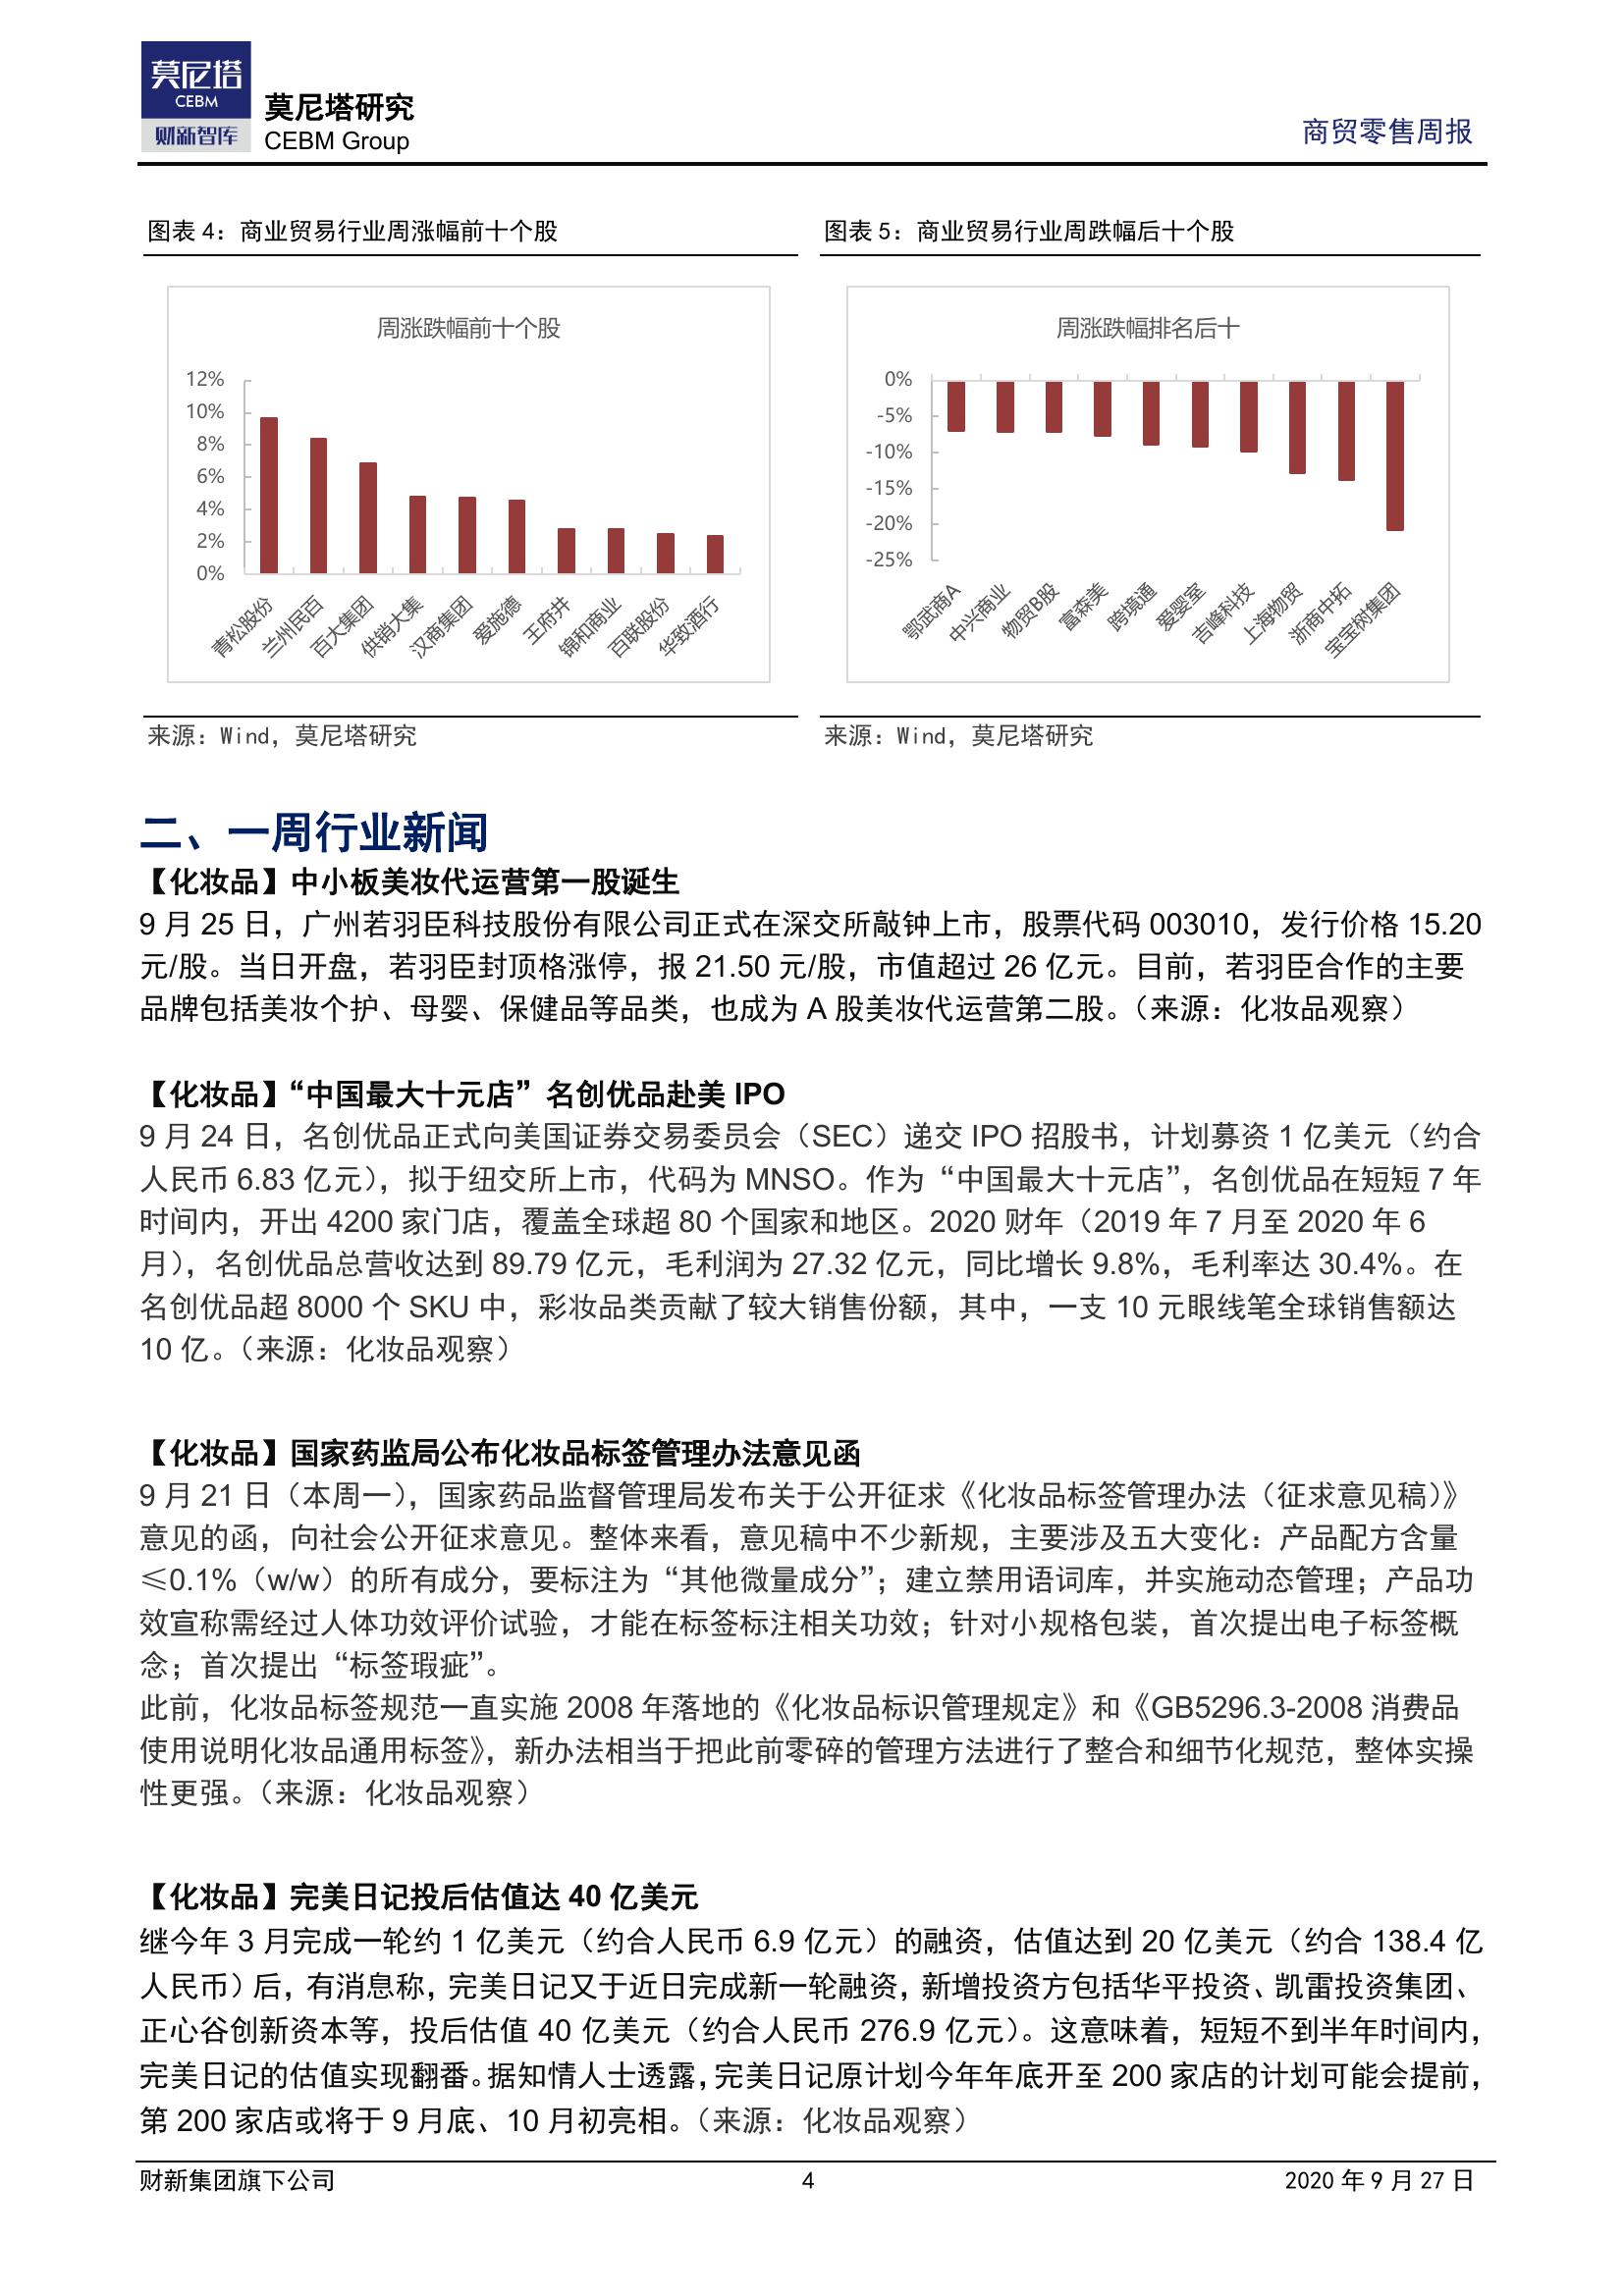 莫尼塔
CEBM
财新智库
莫尼塔研究
CEBM Group
商贸零售周报
图表 4：商业贸易行业周涨幅前十个股
周涨跌幅前十个股
12%
10%
8%
6%
4%
2%
0%
青松股份
兰州民百
百大集团
供销大集
汉商集团
爱施德
王府井
锦和商业
百联股份
华致酒行
来源：Wind，莫尼塔研究
图表 5：商业贸易行业周跌幅后十个股
周涨跌幅排名后十
0%
-5%
-10%
-15%
-20%
-25%
鄂武商A
中兴商业
物贸B股
富森美
跨境通
爱婴室
吉峰科技
上海物贸
浙商中拓
宝宝树集团
来源：Wind，莫尼塔研究
二、一周行业新闻
【化妆品】中小板美妆代运营第一股诞生
9 月 25 日，广州若羽臣科技股份有限公司正式在深交所敲钟上市，股票代码 003010，发行价格 15.20
元/股。当日开盘，若羽臣封顶格涨停，报 21.50 元/股，市值超过 26 亿元。目前，若羽臣合作的主要
品牌包括美妆个护、母婴、保健品等品类，也成为 A 股美妆代运营第二股。（来源：化妆品观察）
【化妆品】“中国最大十元店”名创优品赴美 IPO
9 月 24 日，名创优品正式向美国证券交易委员会（SEC）递交 IPO 招股书，计划募资 1 亿美元（约合
人民币 6.83 亿元），拟于纽交所上市，代码为 MNSO。作为“中国最大十元店”，名创优品在短短 7 年
时间内，开出 4200 家门店，覆盖全球超 80 个国家和地区。2020 财年（2019 年 7 月至 2020 年 6
月），名创优品总营收达到 89.79 亿元，毛利润为 27.32 亿元，同比增长 9.8%，毛利率达 30.4%。在
名创优品超 8000 个 SKU 中，彩妆品类贡献了较大销售份额，其中，一支 10 元眼线笔全球销售额达
10 亿。（来源：化妆品观察）
【化妆品】国家药监局公布化妆品标签管理办法意见函
9 月 21 日（本周一），国家药品监督管理局发布关于公开征求《化妆品标签管理办法（征求意见稿）》
意见的函，向社会公开征求意见。整体来看，意见稿中不少新规，主要涉及五大变化：产品配方含量
≤0.1%（w/w）的所有成分，要标注为“其他微量成分”；建立禁用语词库，并实施动态管理；产品功
效宣称需经过人体功效评价试验，才能在标签标注相关功效；针对小规格包装，首次提出电子标签概
念；首次提出“标签瑕疵”。
此前，化妆品标签规范一直实施 2008 年落地的《化妆品标识管理规定》和《GB5296.3-2008 消费品
使用说明化妆品通用标签》，新办法相当于把此前零碎的管理方法进行了整合和细节化规范，整体实操
性更强。（来源：化妆品观察）
【化妆品】完美日记投后估值达 40 亿美元
继今年 3 月完成一轮约 1 亿美元（约合人民币 6.9 亿元）的融资，估值达到 20 亿美元（约合 138.4 亿
人民币）后，有消息称，完美日记又于近日完成新一轮融资，新增投资方包括华平投资、凯雷投资集团、
正心谷创新资本等，投后估值 40 亿美元（约合人民币 276.9 亿元）。这意味着，短短不到半年时间内，
完美日记的估值实现翻番。据知情人士透露，完美日记原计划今年年底开至 200 家店的计划可能会提前，
第 200 家店或将于 9 月底、10 月初亮相。（来源：化妆品观察）
财新集团旗下公司
4
2020 年 9 月 27 日